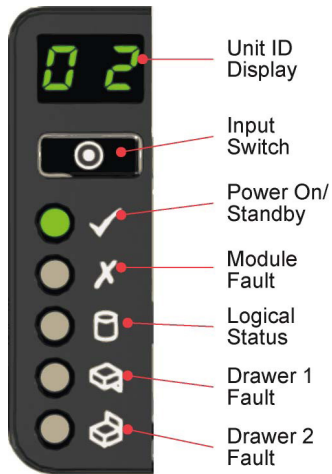 02
Unit ID
Display
Input
Switch
Power On/
Standby
Module
Fault
Logical
Status
Drawer 1
Fault
Drawer 2
Fault